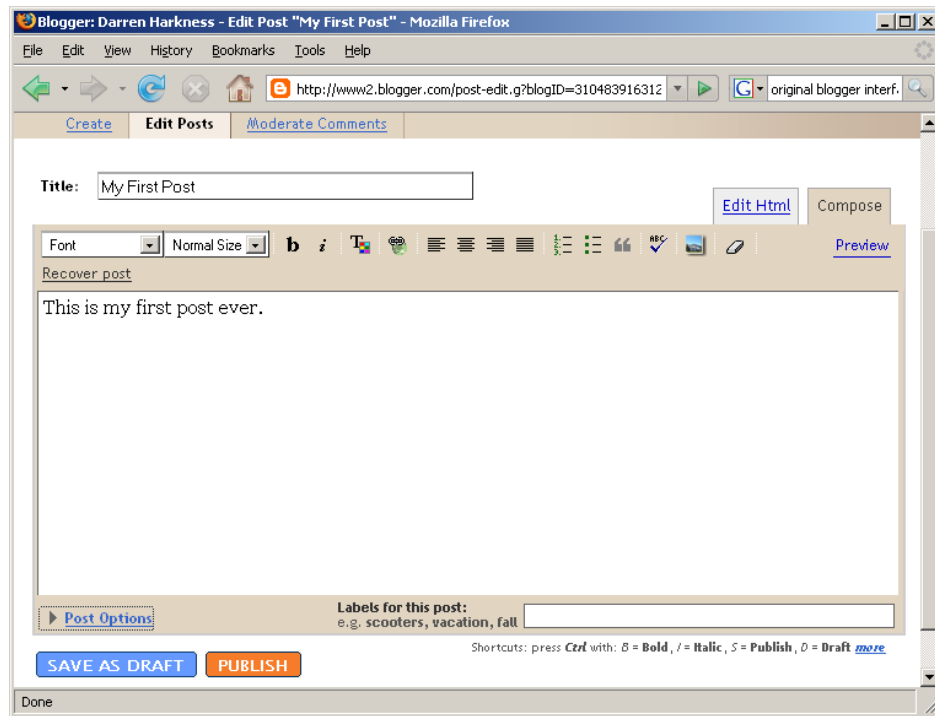 Blogger: Darren Harkness - Edit Post "My First Post" - Mozilla Firefox
File Edit View History Bookmarks Tools Help
http://www2.blogger.com/post-edit.g?blogID=310483916312 G original blogger interf.
Create Edit Posts Moderate Comments
Title: My First Post
Edit Html Compose
Font Normal Size b i T ABC Preview
Recover post
This is my first post ever.
Post Options
Labels for this post:
e.g. scooters, vacation, fall
Shortcuts: press Ctrl with: B = Bold, I = Italic, S = Publish, D = Draft more
SAVE AS DRAFT PUBLISH
Done